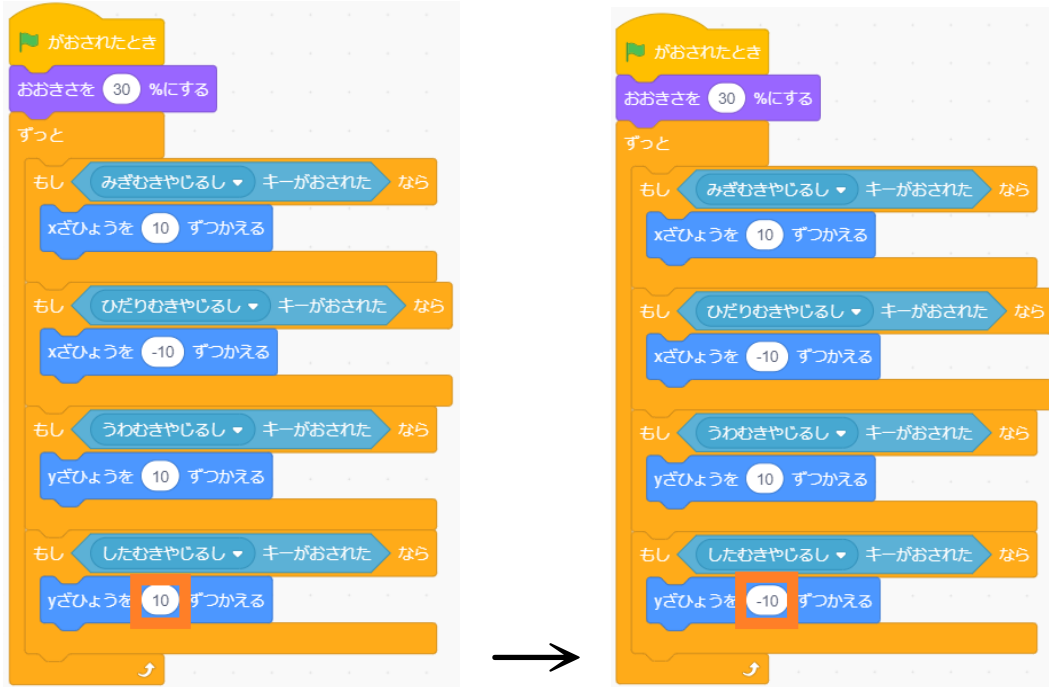 がおされたとき
おおきさを 30 %にする
ずっと
もし みぎむきやじるし キーがおされた なら
xざひょうを 10 ずつかえる
もし ひだりむきやじるし キーがおされた なら
xざひょうを -10 ずつかえる
もし うわむきやじるし キーがおされた なら
yざひょうを 10 ずつかえる
もし したむきやじるし キーがおされた なら
yざひょうを 10 ずつかえる
がおされたとき
おおきさを 30 %にする
ずっと
もし みぎむきやじるし キーがおされた なら
xざひょうを 10 ずつかえる
もし ひだりむきやじるし キーがおされた なら
xざひょうを -10 ずつかえる
もし うわむきやじるし キーがおされた なら
yざひょうを 10 ずつかえる
もし したむきやじるし キーがおされた なら
yざひょうを -10 ずつかえる